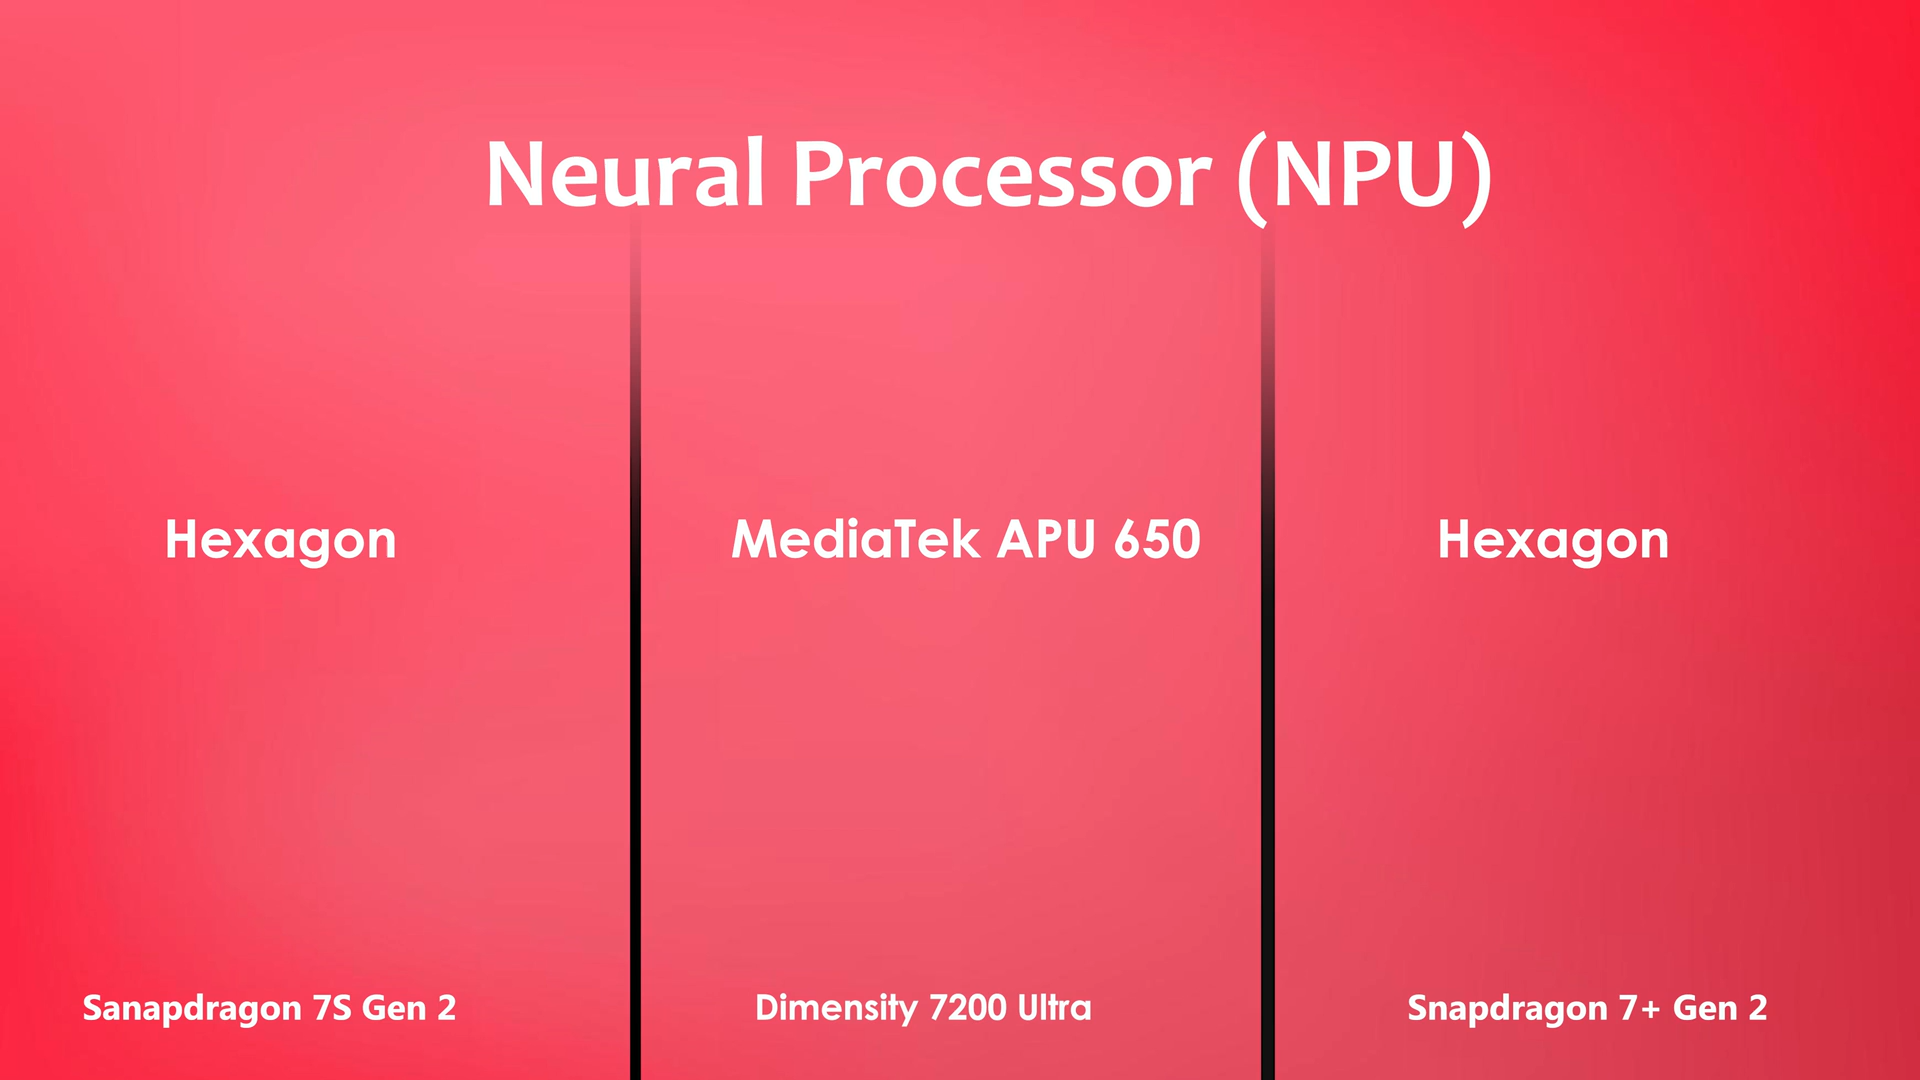 Neural Processor (NPU)
Hexagon
MediaTek APU 650
Hexagon
Sanapdragon 7S Gen 2
Dimensity 7200 Ultra
Snapdragon 7+ Gen 2